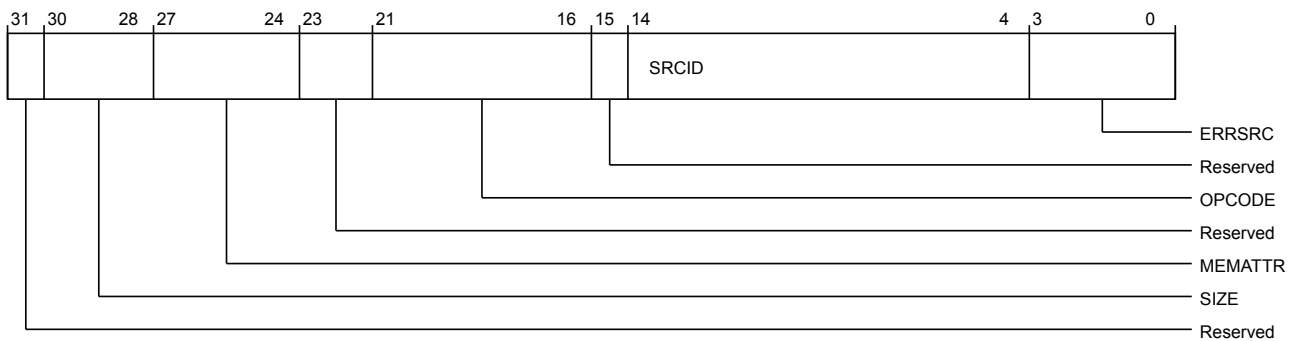 31 30 28 27 24 23 21 16 15 14 4 3 0
SRCID
ERRSRC
Reserved
OPCODE
Reserved
MEMATTR
SIZE
Reserved